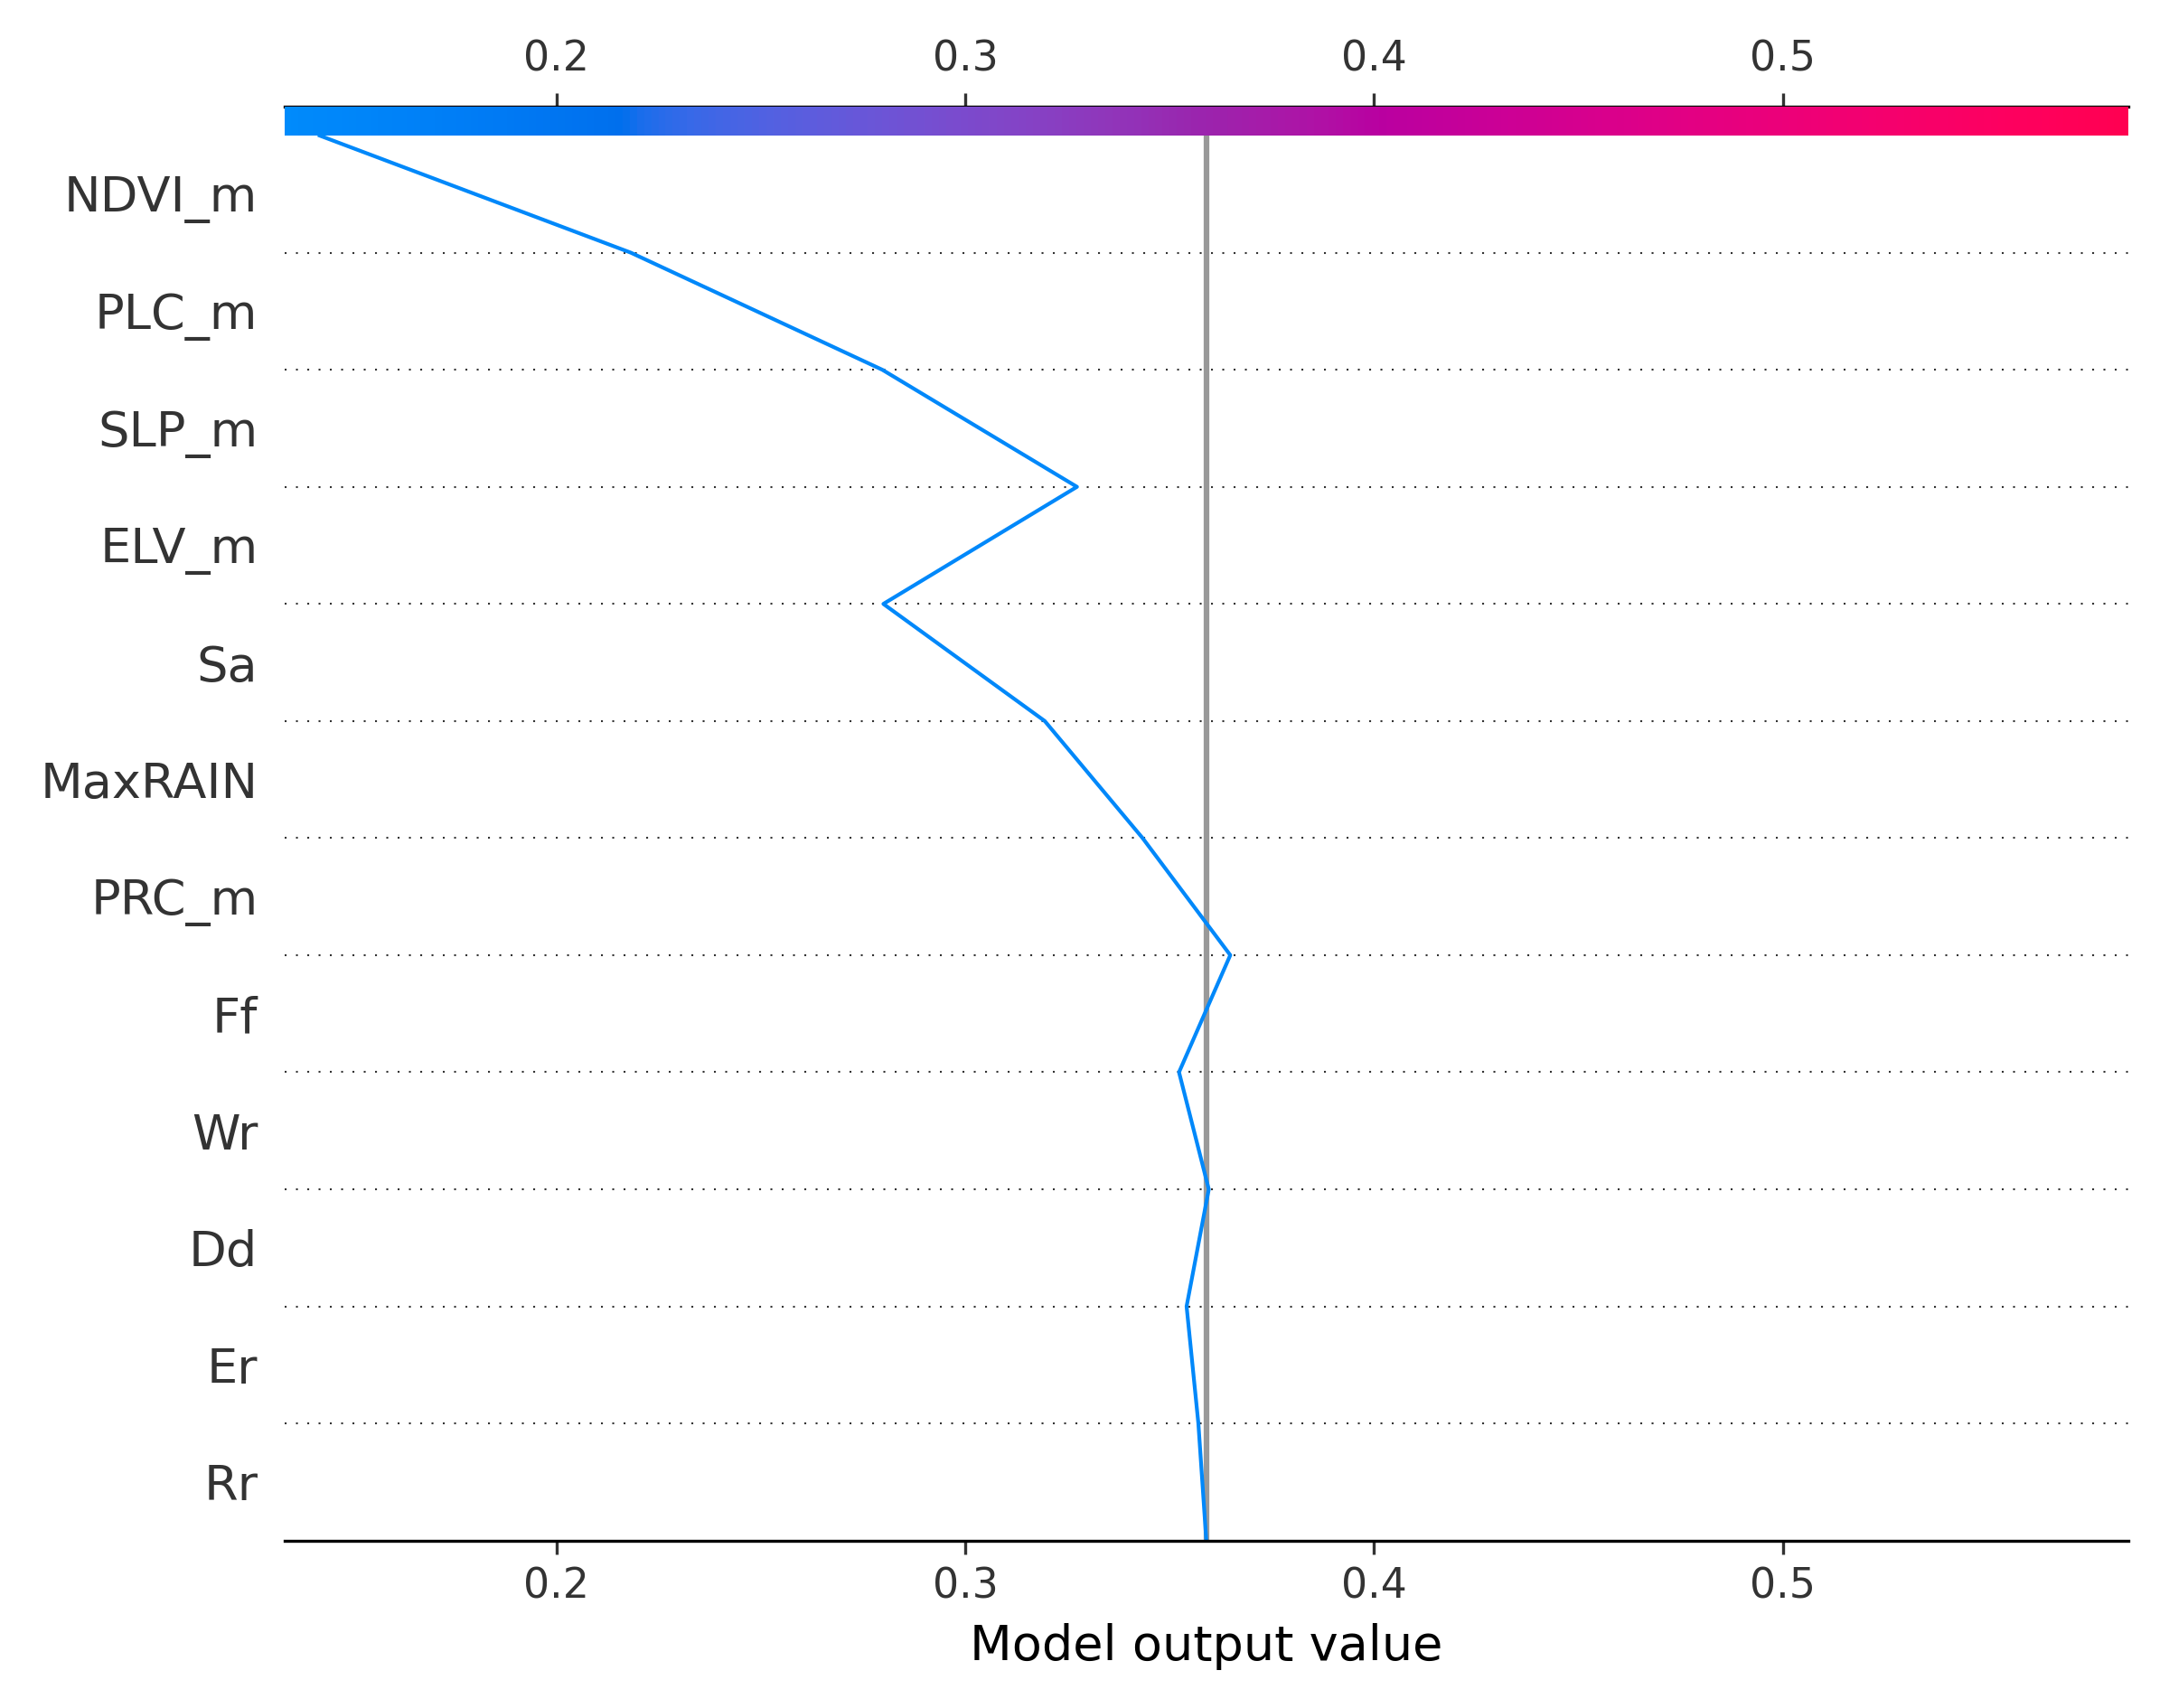 0.2 0.3 0.4 0.5
NDVI_m
PLC_m
SLP_m
ELV_m
Sa
MaxRAIN
PRC_m
Ff
Wr
Dd
Er
Rr
0.2 0.3 0.4 0.5
Model output value